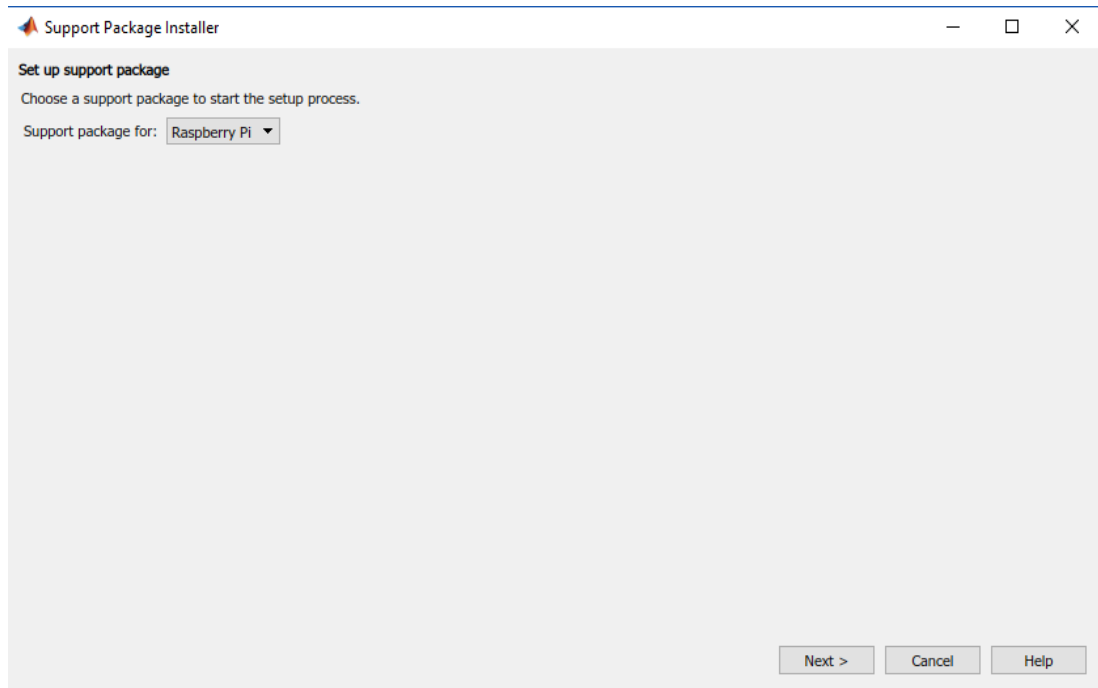 Support Package Installer
Set up support package
Choose a support package to start the setup process.
Support package for: Raspberry Pi
Next > Cancel Help